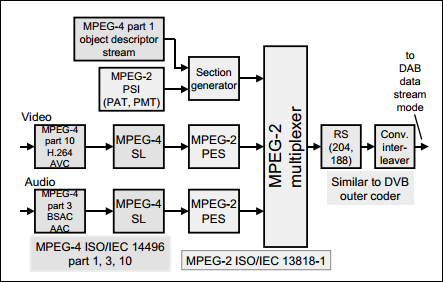 MPEG-4 part 1
object descriptor
stream
MPEG-2
PSI
(PAT, PMT)
Section
generator
to
DAB
data
stream
mode
Video
MPEG-4
part 10
H.264
AVC
MPEG-4
SL
MPEG-2
PES
MPEG-2
multiplexer
RS
(204,
188)
Conv.
inter-
leaver
Similar to DVB
outer coder
Audio
MPEG-4
part 3
BSAC
AAC
MPEG-4
SL
MPEG-2
PES
MPEG-4 ISO/IEC 14496
part 1, 3, 10
MPEG-2 ISO/IEC 13818-1